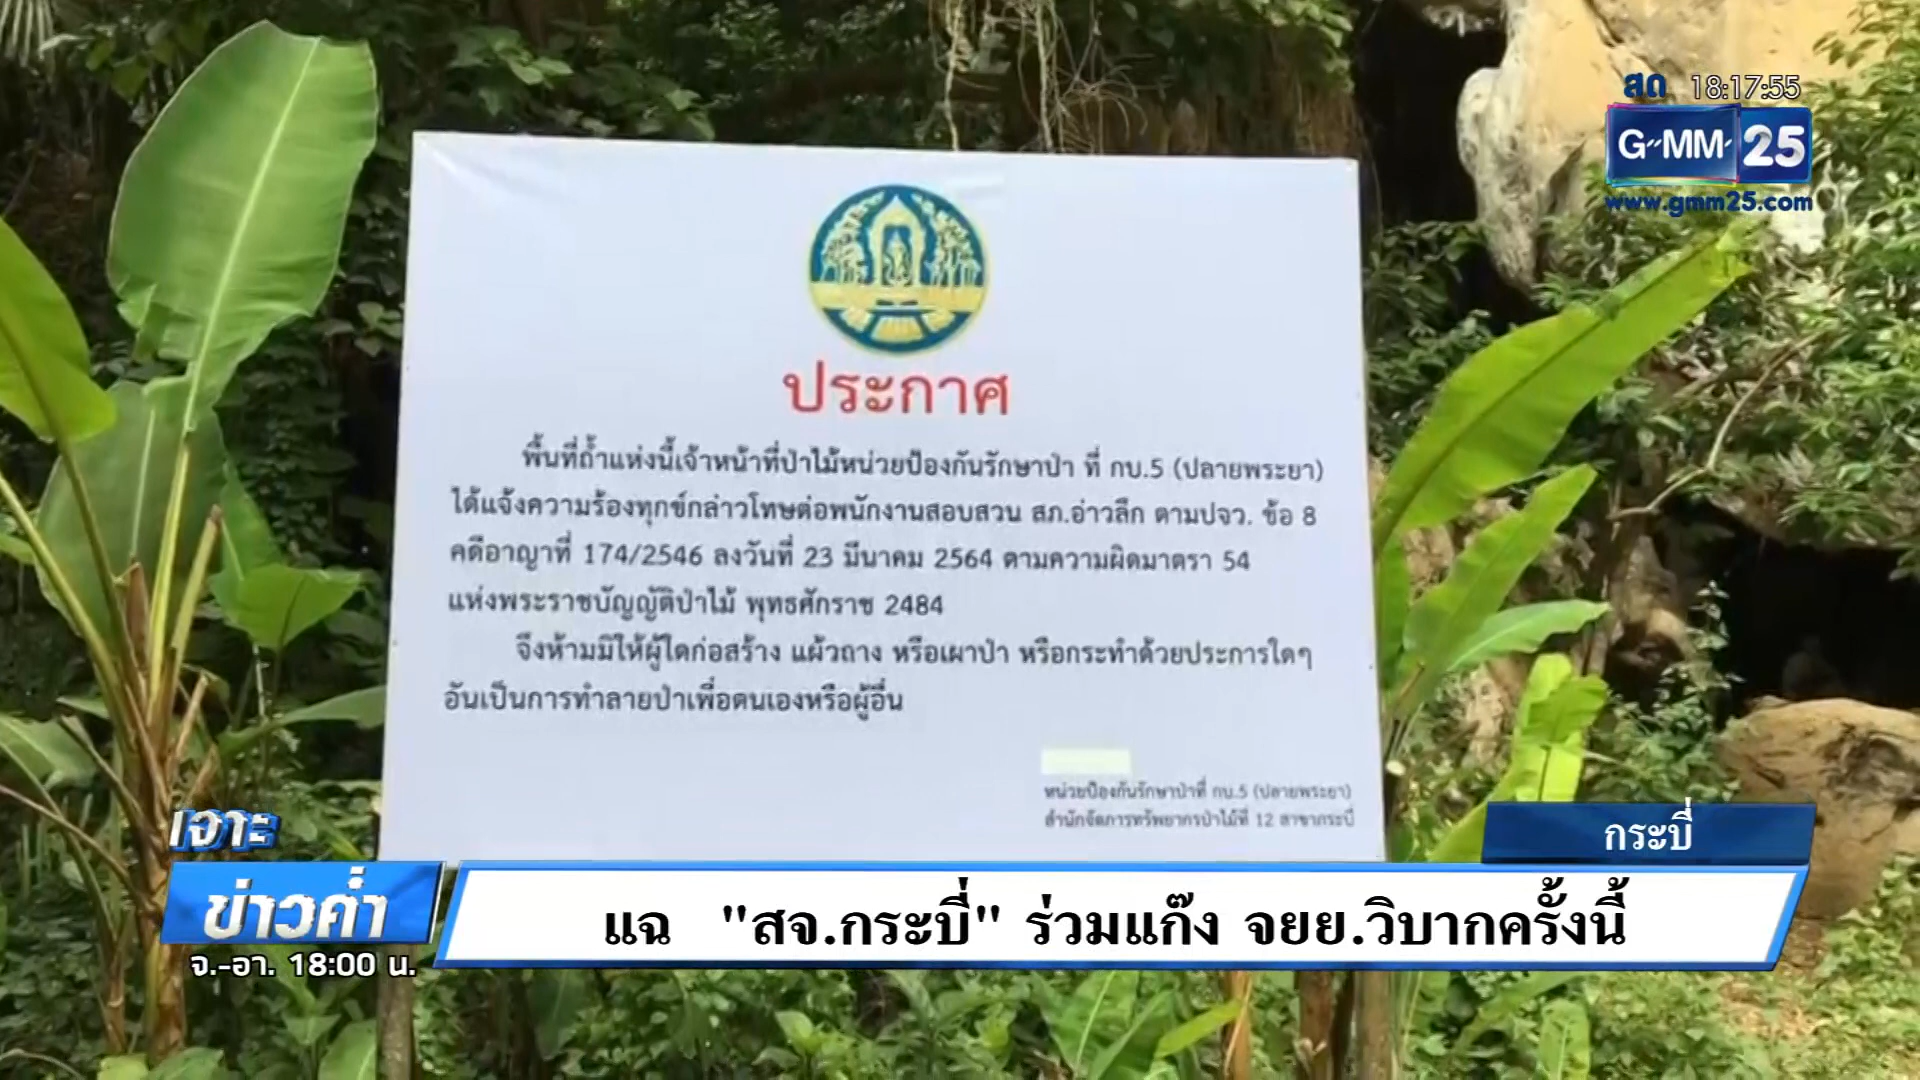 สด 18:17:55
GMM 25
www.gmm25.com
ประกาศ
พื้นที่ถ้ำแห่งนี้เจ้าหน้าที่ป่าไม้หน่วยป้องกันรักษาป่า ที่ กบ.5 (ปลายพระยา)
ได้แจ้งความร้องทุกข์กล่าวโทษต่อพนักงานสอบสวน สภ.อ่าวลึก ตามปจว. ข้อ 8
คดีอาญาที่ 174/2546 ลงวันที่ 23 มีนาคม 2564 ตามความผิดมาตรา 54
แห่งพระราชบัญญัติป่าไม้ พุทธศักราช 2484
จึงห้ามมิให้ผู้ใดก่อสร้าง แผ้วถาง หรือเผาป่า หรือกระทำด้วยประการใดๆ
อันเป็นการทำลายป่าเพื่อตนเองหรือผู้อื่น
หน่วยป้องกันรักษาป่าที่ กบ.5 (ปลายพระยา)
สำนักจัดการทรัพยากรป่าไม้ที่ 12 สาขากระบี่
กระบี่
เจาะ
ข่าวค่ำ
จ.-อา. 18:00 น.
แฉ "สจ.กระบี่" ร่วมแก๊ง จยย.วิบากครั้งนี้